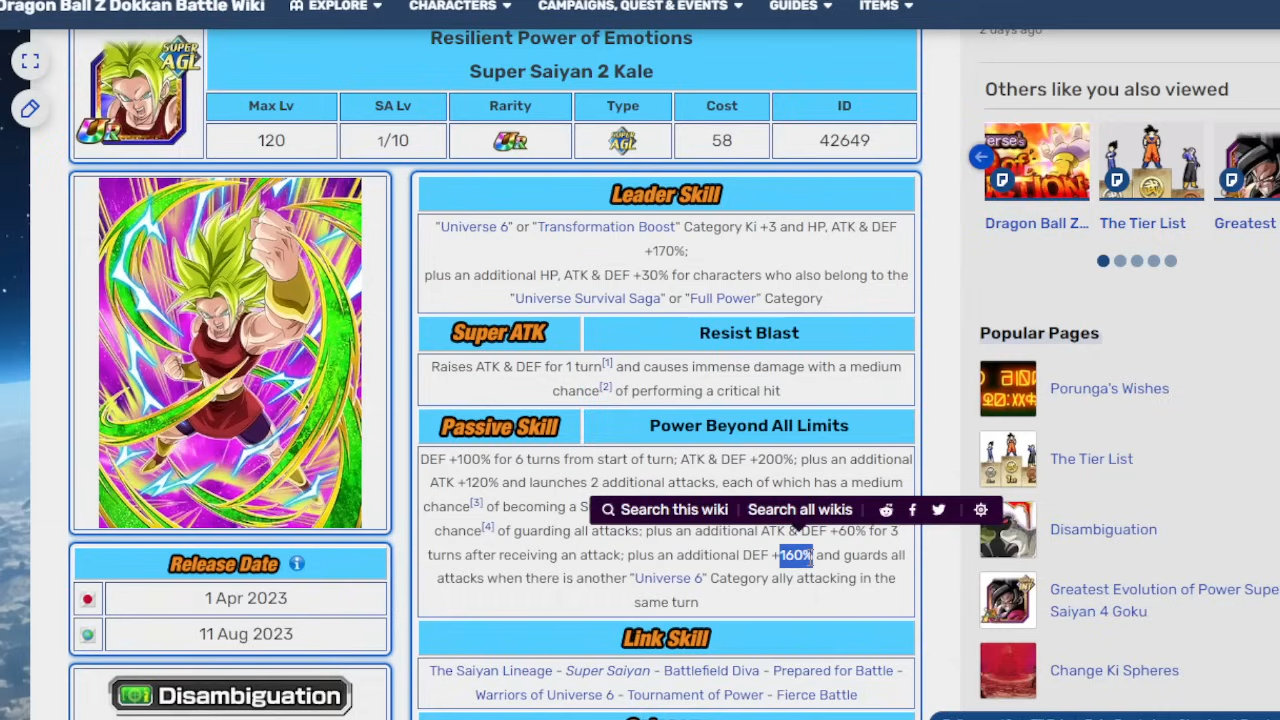 Dragon Ball Z Dokkan Battle Wiki
EXPLORE
CHARACTERS
CAMPAIGNS, QUEST & EVENTS
GUIDES
ITEMS
SUPER AGL
UR
Resilient Power of Emotions
Super Saiyan 2 Kale
Max Lv
SA Lv
Rarity
Type
Cost
ID
120
1/10
UR
SUPER AGL
58
42649
Leader Skill
"Universe 6" or "Transformation Boost" Category Ki +3 and HP, ATK & DEF
+170%;
plus an additional HP, ATK & DEF +30% for characters who also belong to the
"Universe Survival Saga" or "Full Power" Category
Super ATK
Resist Blast
Raises ATK & DEF for 1 turn[1] and causes immense damage with a medium
chance[2] of performing a critical hit
Passive Skill
Power Beyond All Limits
DEF +100% for 6 turns from start of turn; ATK & DEF +200%; plus an additional
ATK +120% and launches 2 additional attacks, each of which has a medium
chance[3] of becoming a S
Search this wiki
Search all wikis
chance[4] of guarding all attacks; plus an additional ATK & DEF +60% for 3
turns after receiving an attack; plus an additional DEF +160% and guards all
attacks when there is another "Universe 6" Category ally attacking in the
same turn
Link Skill
The Saiyan Lineage - Super Saiyan - Battlefield Diva - Prepared for Battle -
Warriors of Universe 6 - Tournament of Power - Fierce Battle
Release Date
1 Apr 2023
11 Aug 2023
Disambiguation
2 days ago
Others like you also viewed
Dragon Ball Z...
The Tier List
Greatest
Popular Pages
Porunga's Wishes
The Tier List
Disambiguation
Greatest Evolution of Power Supe
Saiyan 4 Goku
Change Ki Spheres